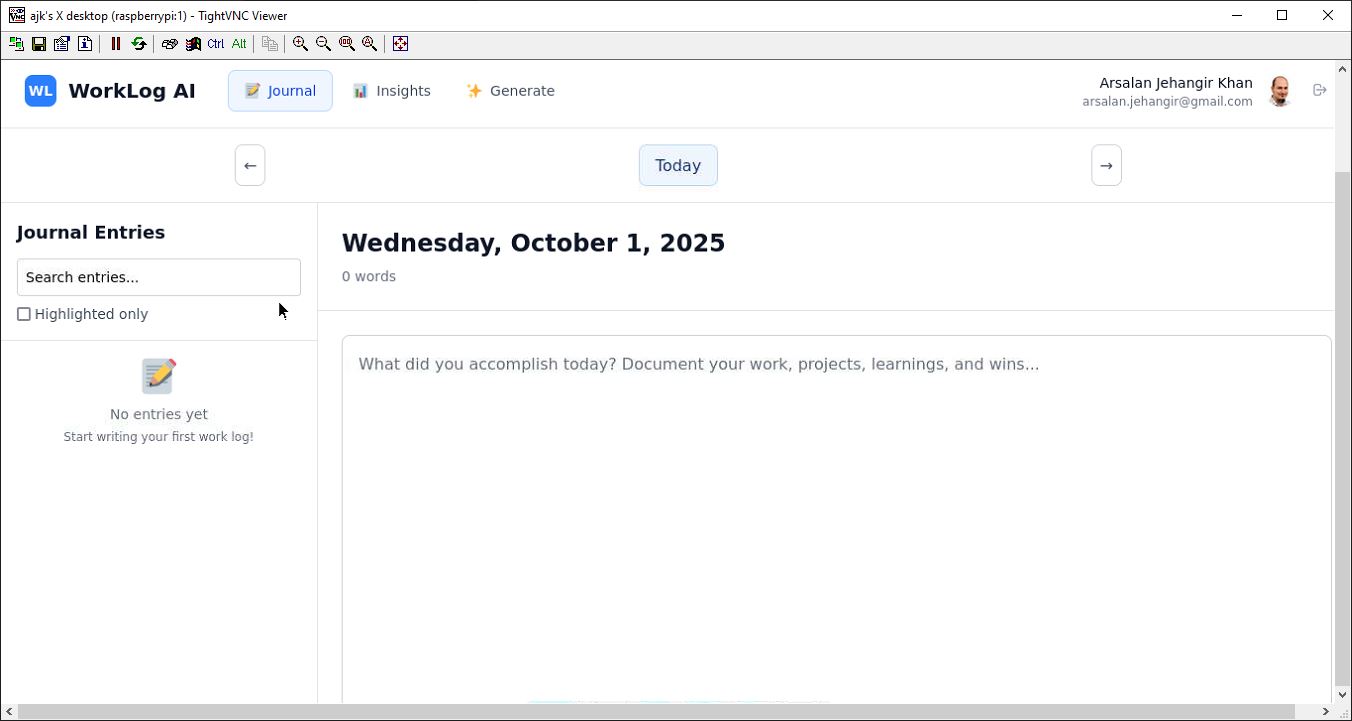 ajk's X desktop (raspberrypi:1) - TightVNC Viewer
Ctrl Alt
WL WorkLog AI Journal Insights Generate
Arsalan Jehangir Khan
arsalan.jehangir@gmail.com
← Today →
Journal Entries
Search entries...
Highlighted only
No entries yet
Start writing your first work log!
Wednesday, October 1, 2025
0 words
What did you accomplish today? Document your work, projects, learnings, and wins...